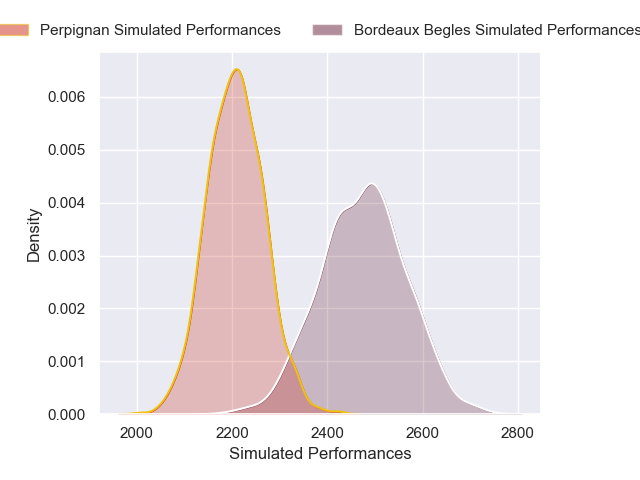 Perpignan Simulated Performances
Bordeaux Begles Simulated Performances
0.006
0.005
0.004
0.003
0.002
0.001
0.000
Density
2000 2200 2400 2600 2800
Simulated Performances